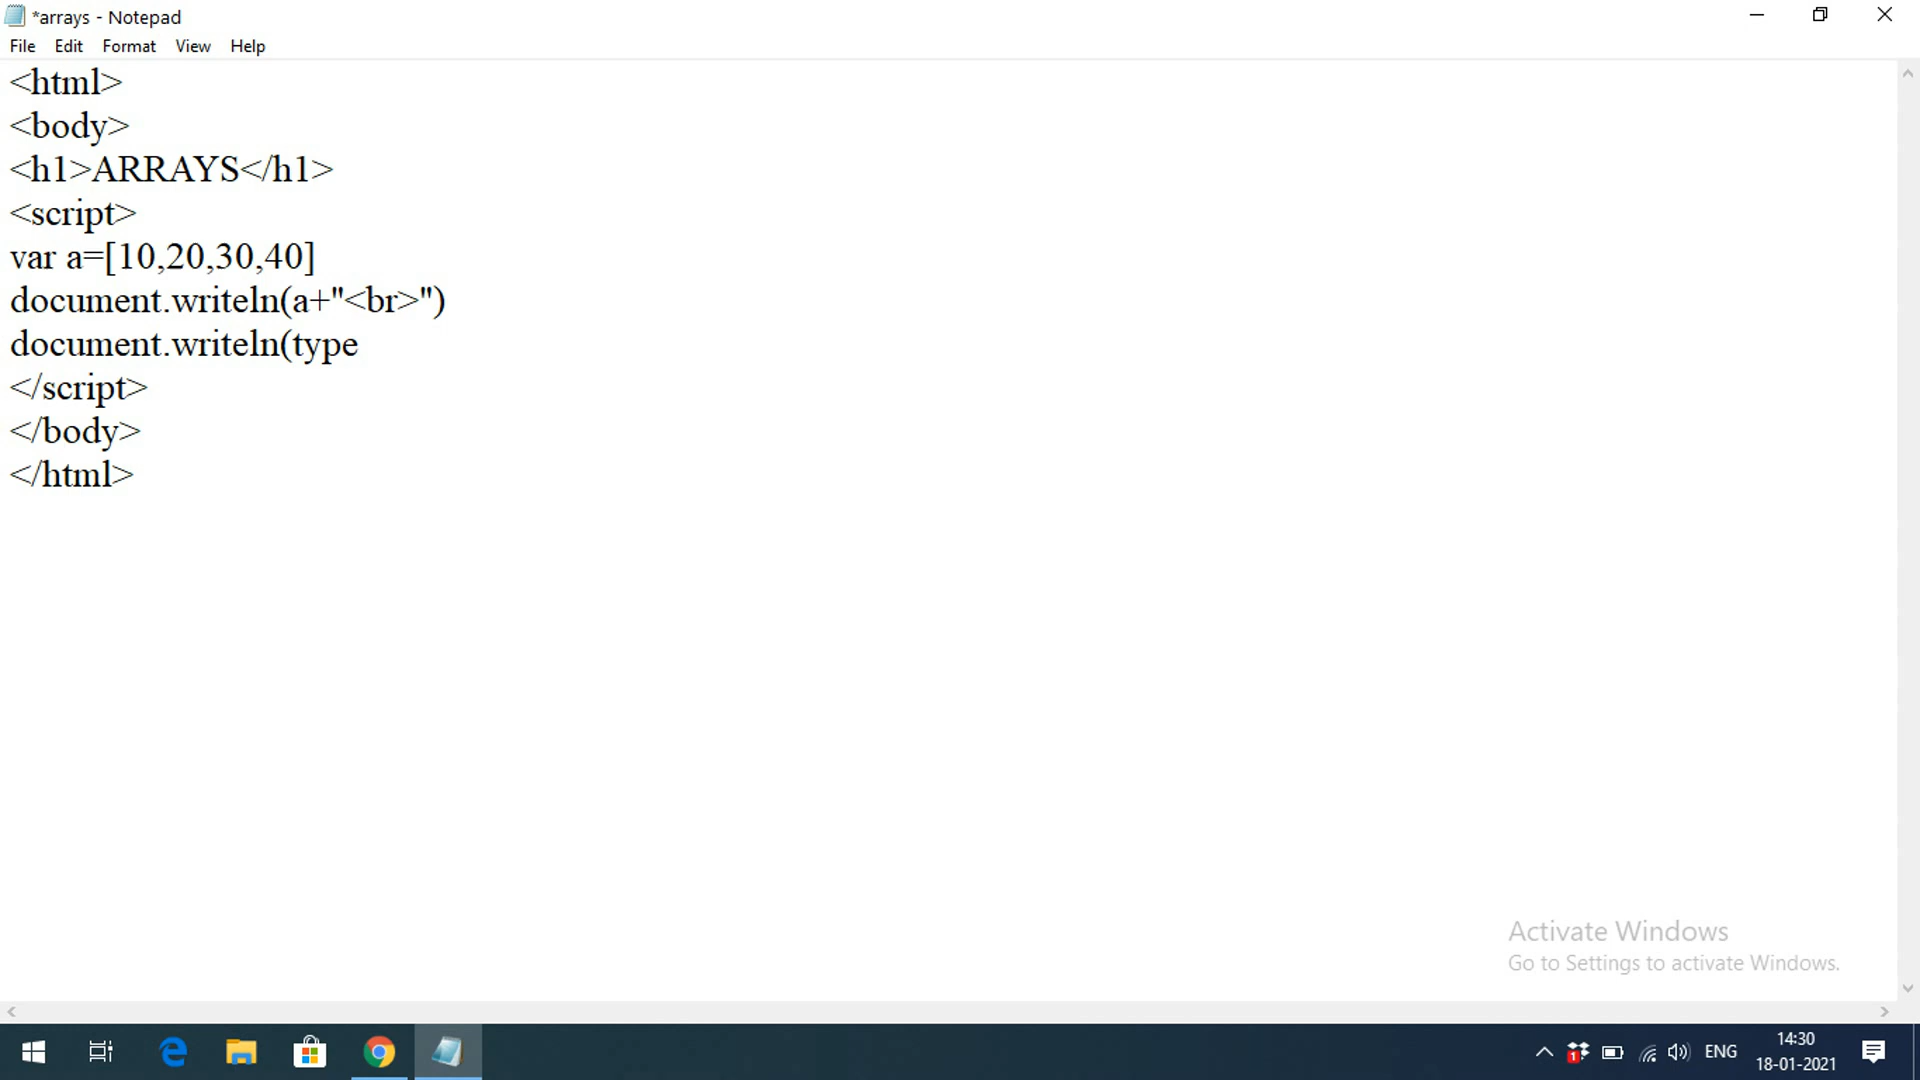 *arrays - Notepad
File Edit Format View Help
<html>
<body>
<h1>ARRAYS</h1>
<script>
var a=[10,20,30,40]
document.writeln(a+"<br>")
document.writeln(type
</script>
</body>
</html>
Activate Windows
Go to Settings to activate Windows.
1 ENG 14:30
18-01-2021